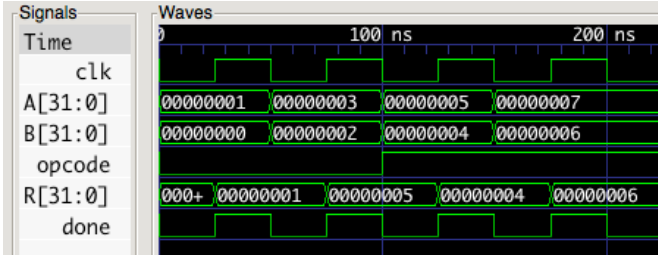 Signals Waves
Time 0 100 ns 200 ns
clk
A[31:0] 00000001 00000003 00000005 00000007
B[31:0] 00000000 00000002 00000004 00000006
opcode
R[31:0] 000+ 00000001 00000005 00000004 00000006
done